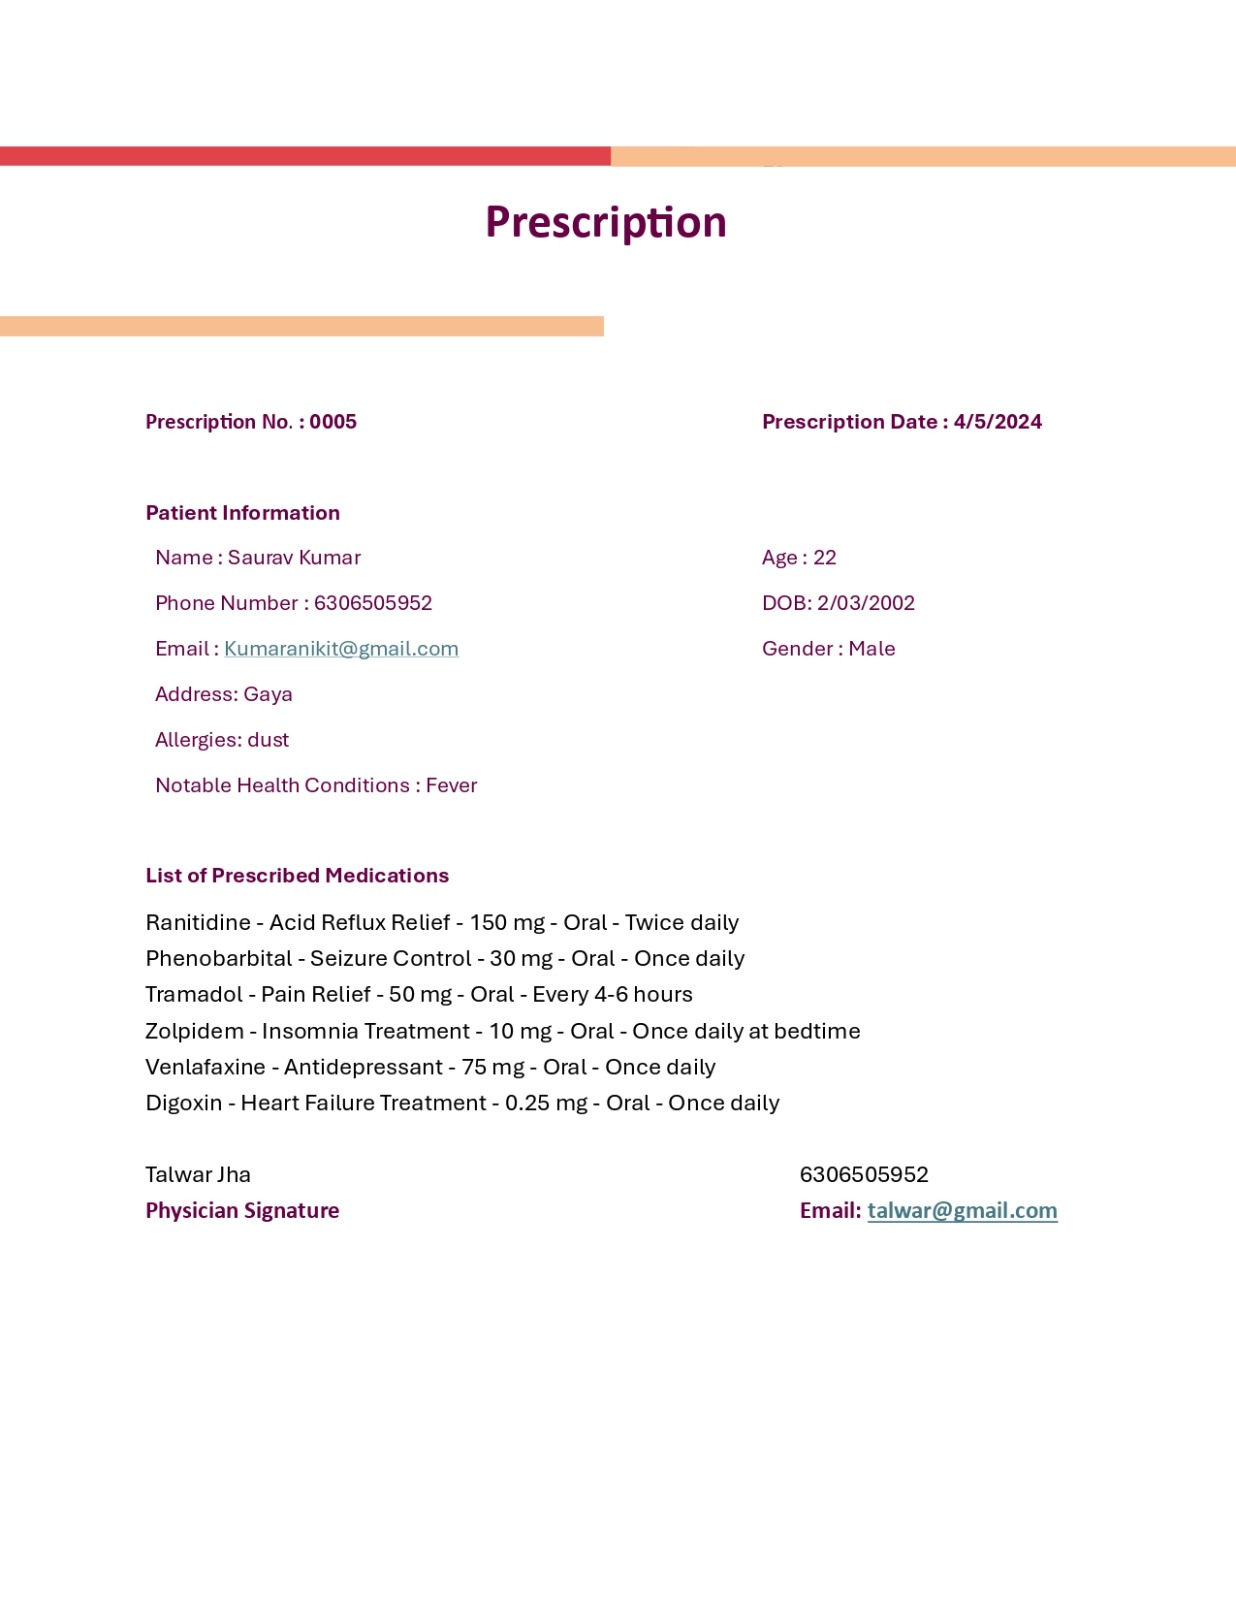 Prescription
Prescription No. : 0005 Prescription Date : 4/5/2024
Patient Information
Name : Saurav Kumar Age : 22
Phone Number : 6306505952 DOB: 2/03/2002
Email : Kumaranikit@gmail.com Gender : Male
Address: Gaya
Allergies: dust
Notable Health Conditions : Fever
List of Prescribed Medications
Ranitidine - Acid Reflux Relief - 150 mg - Oral - Twice daily
Phenobarbital - Seizure Control - 30 mg - Oral - Once daily
Tramadol - Pain Relief - 50 mg - Oral - Every 4-6 hours
Zolpidem - Insomnia Treatment - 10 mg - Oral - Once daily at bedtime
Venlafaxine - Antidepressant - 75 mg - Oral - Once daily
Digoxin - Heart Failure Treatment - 0.25 mg - Oral - Once daily
Talwar Jha 6306505952
Physician Signature Email: talwar@gmail.com